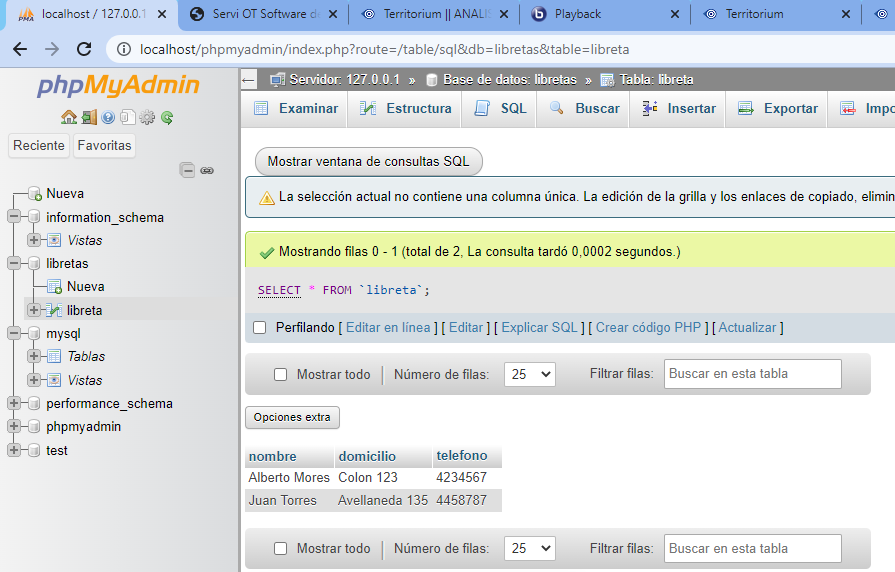 localhost / 127.0.0.1
Servi OT Software d
Territorium || ANALIS
Playback
Territorium
localhost/phpmyadmin/index.php?route=/table/sql&db=libretas&table=libreta
phpMyAdmin
Reciente
Favoritas
Nueva
information_schema
Vistas
libretas
Nueva
libreta
mysql
Tablas
Vistas
performance_schema
phpmyadmin
test
Servidor: 127.0.0.1 » Base de datos: libretas » Tabla: libreta
Examinar
Estructura
SQL
Buscar
Insertar
Exportar
Impo
Mostrar ventana de consultas SQL
La selección actual no contiene una columna única. La edición de la grilla y los enlaces de copiado, elimin
Mostrando filas 0 - 1 (total de 2, La consulta tardó 0,0002 segundos.)
SELECT * FROM `libreta`;
Perfilando [ Editar en línea ] [ Editar ] [ Explicar SQL ] [ Crear código PHP ] [ Actualizar ]
Mostrar todo | Número de filas: 25 Filtrar filas: Buscar en esta tabla
Opciones extra
nombre domicilio telefono
Alberto Mores Colon 123 4234567
Juan Torres Avellaneda 135 4458787
Mostrar todo | Número de filas: 25 Filtrar filas: Buscar en esta tabla